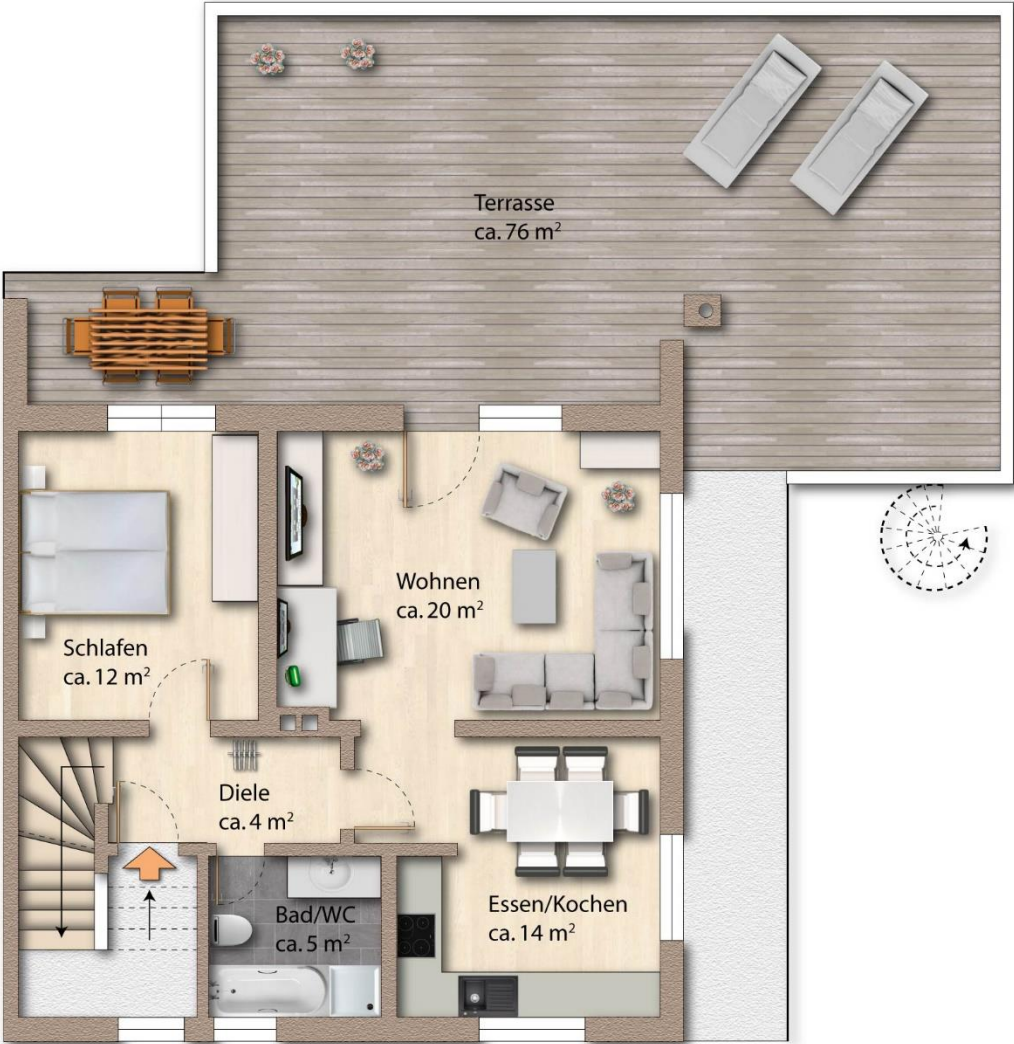 Terrasse
ca. 76 m²
Wohnen
ca. 20 m²
Schlafen
ca. 12 m²
Diele
ca. 4 m²
Essen/Kochen
ca. 14 m²
Bad/WC
ca. 5 m²